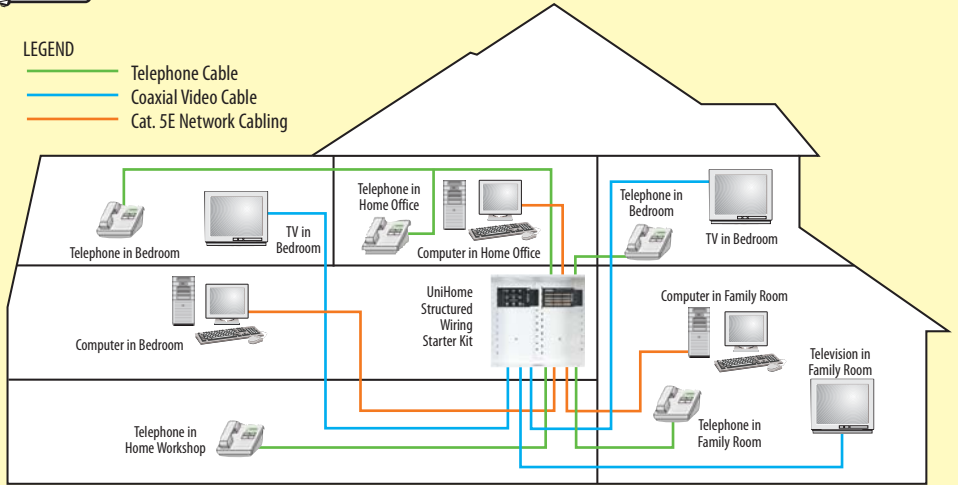 LEGEND
Telephone Cable
Coaxial Video Cable
Cat. 5E Network Cabling
Telephone in Bedroom
TV in
Bedroom
Telephone in
Home Office
Computer in Home Office
Telephone in
Bedroom
TV in Bedroom
Computer in Bedroom
UniHome
Structured
Wiring
Starter Kit
Computer in Family Room
Television in
Family Room
Telephone in
Home Workshop
Telephone in
Family Room